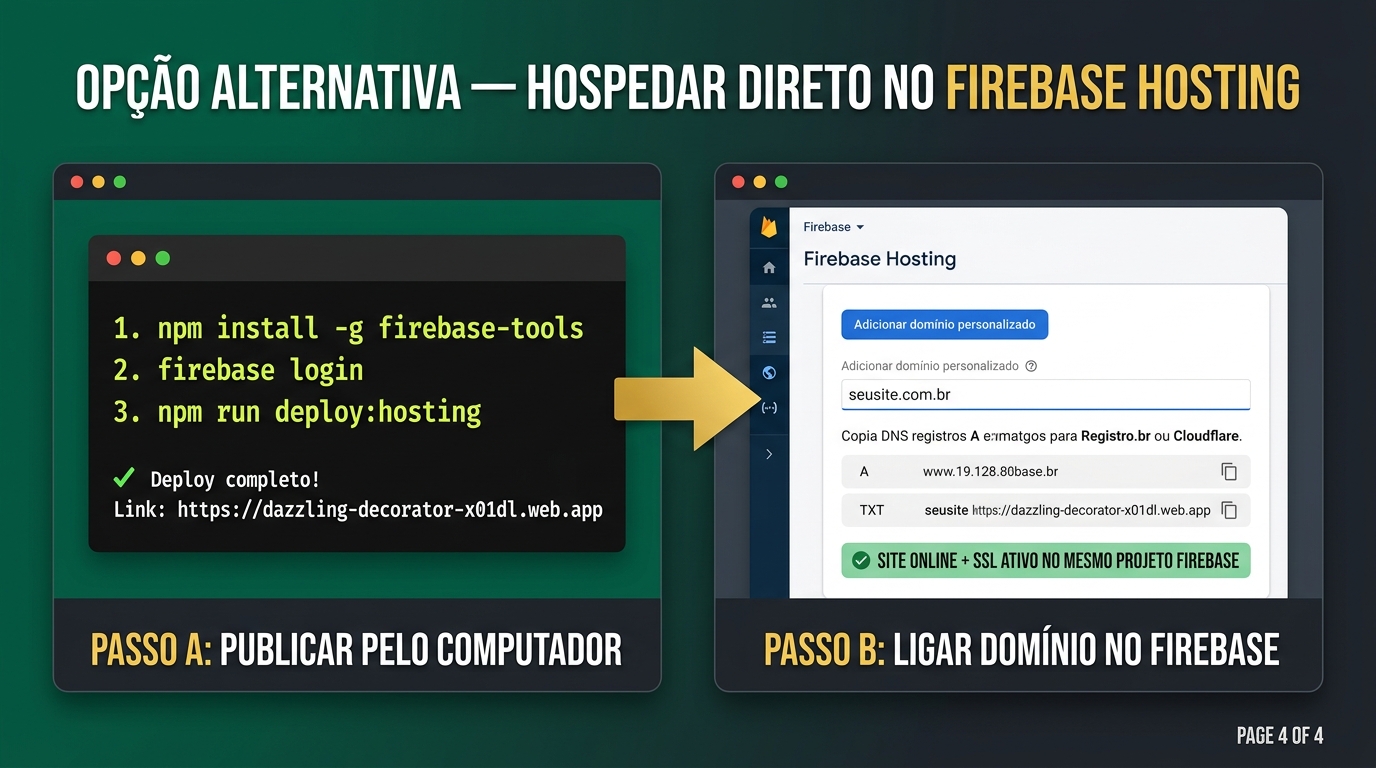 OPÇÃO ALTERNATIVA — HOSPEDAR DIRETO NO FIREBASE HOSTING
1. npm install -g firebase-tools
2. firebase login
3. npm run deploy:hosting
✓ Deploy completo!
Link: https://dazzling-decorator-x01dl.web.app
PASSO A: PUBLICAR PELO COMPUTADOR
Firebase
Firebase Hosting
Adicionar domínio personalizado
Adicionar domínio personalizado
seusite.com.br
Copia DNS registros A para Registro.br ou Cloudflare.
A www.19.128.80base.br
TXT seusite https://dazzling-decorator-x01dl.web.app
SITE ONLINE + SSL ATIVO NO MESMO PROJETO FIREBASE
PASSO B: LIGAR DOMÍNIO NO FIREBASE
PAGE 4 OF 4